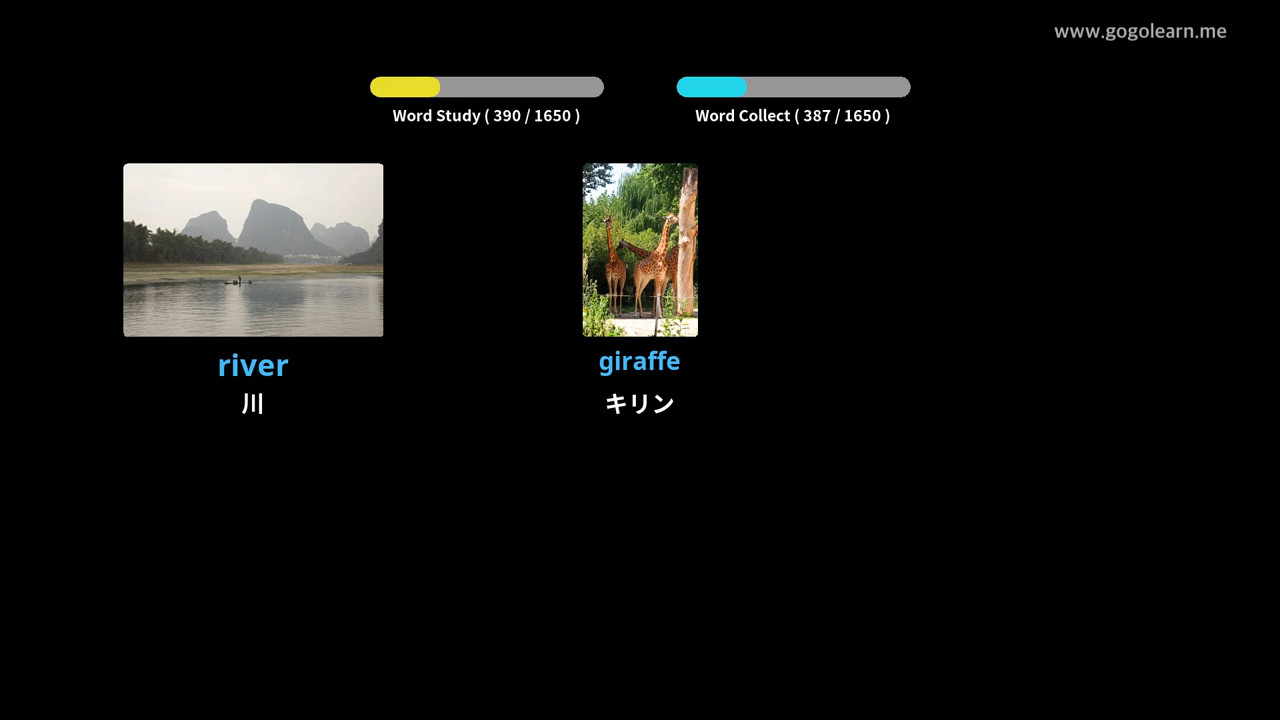 www.gogolearn.me
Word Study ( 390 / 1650 )
Word Collect ( 387 / 1650 )
river
川
giraffe
キリン